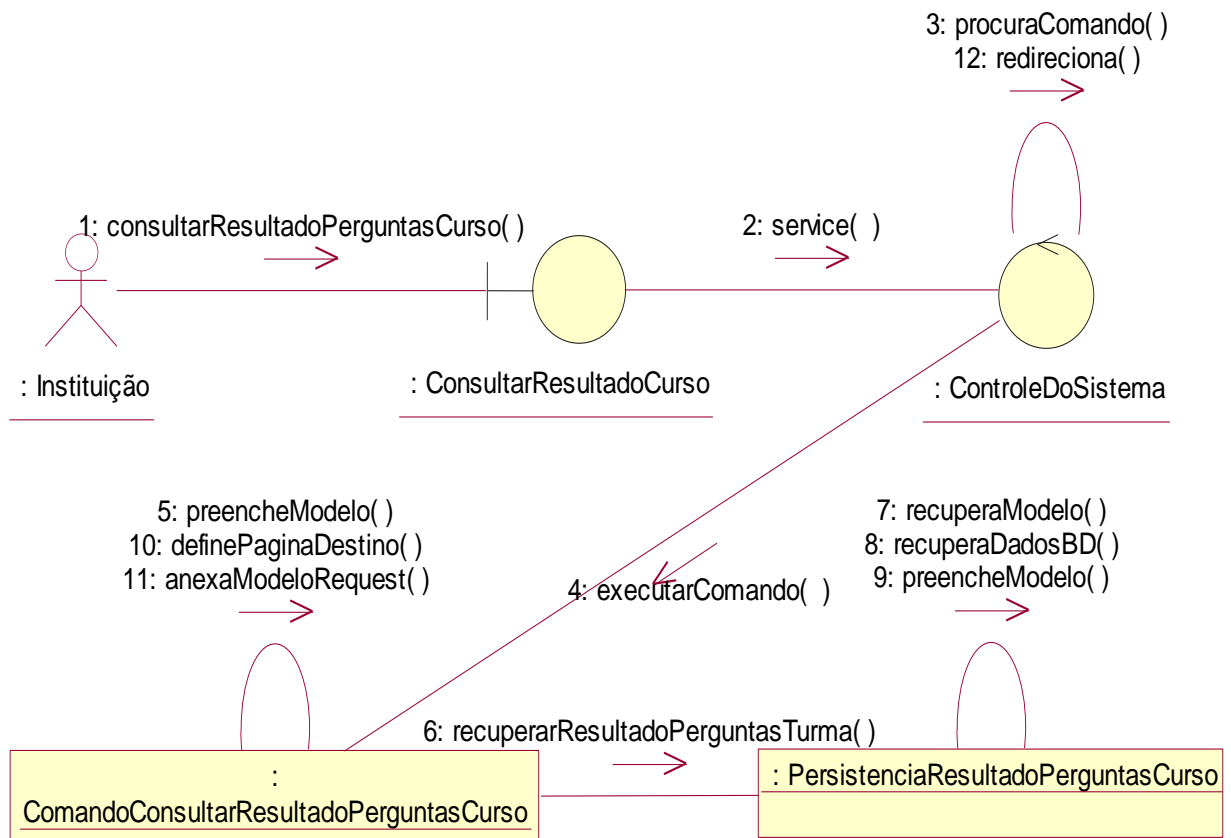 3: procuraComando( )
12: redireciona( )
1: consultarResultadoPerguntasCurso( )
2: service(  )
: Instituição
: ConsultarResultadoCurso
: ControleDoSistema
5: preencheModelo( )
10: definePaginaDestino( )
11: anexaModeloRequest( )
7: recuperaModelo( )
8: recuperaDadosBD( )
9: preencheModelo( )
4: executarComando(  )
6: recuperarResultadoPerguntasTurma( )
:
ComandoConsultarResultadoPerguntasCurso
: PersistenciaResultadoPerguntasCurso